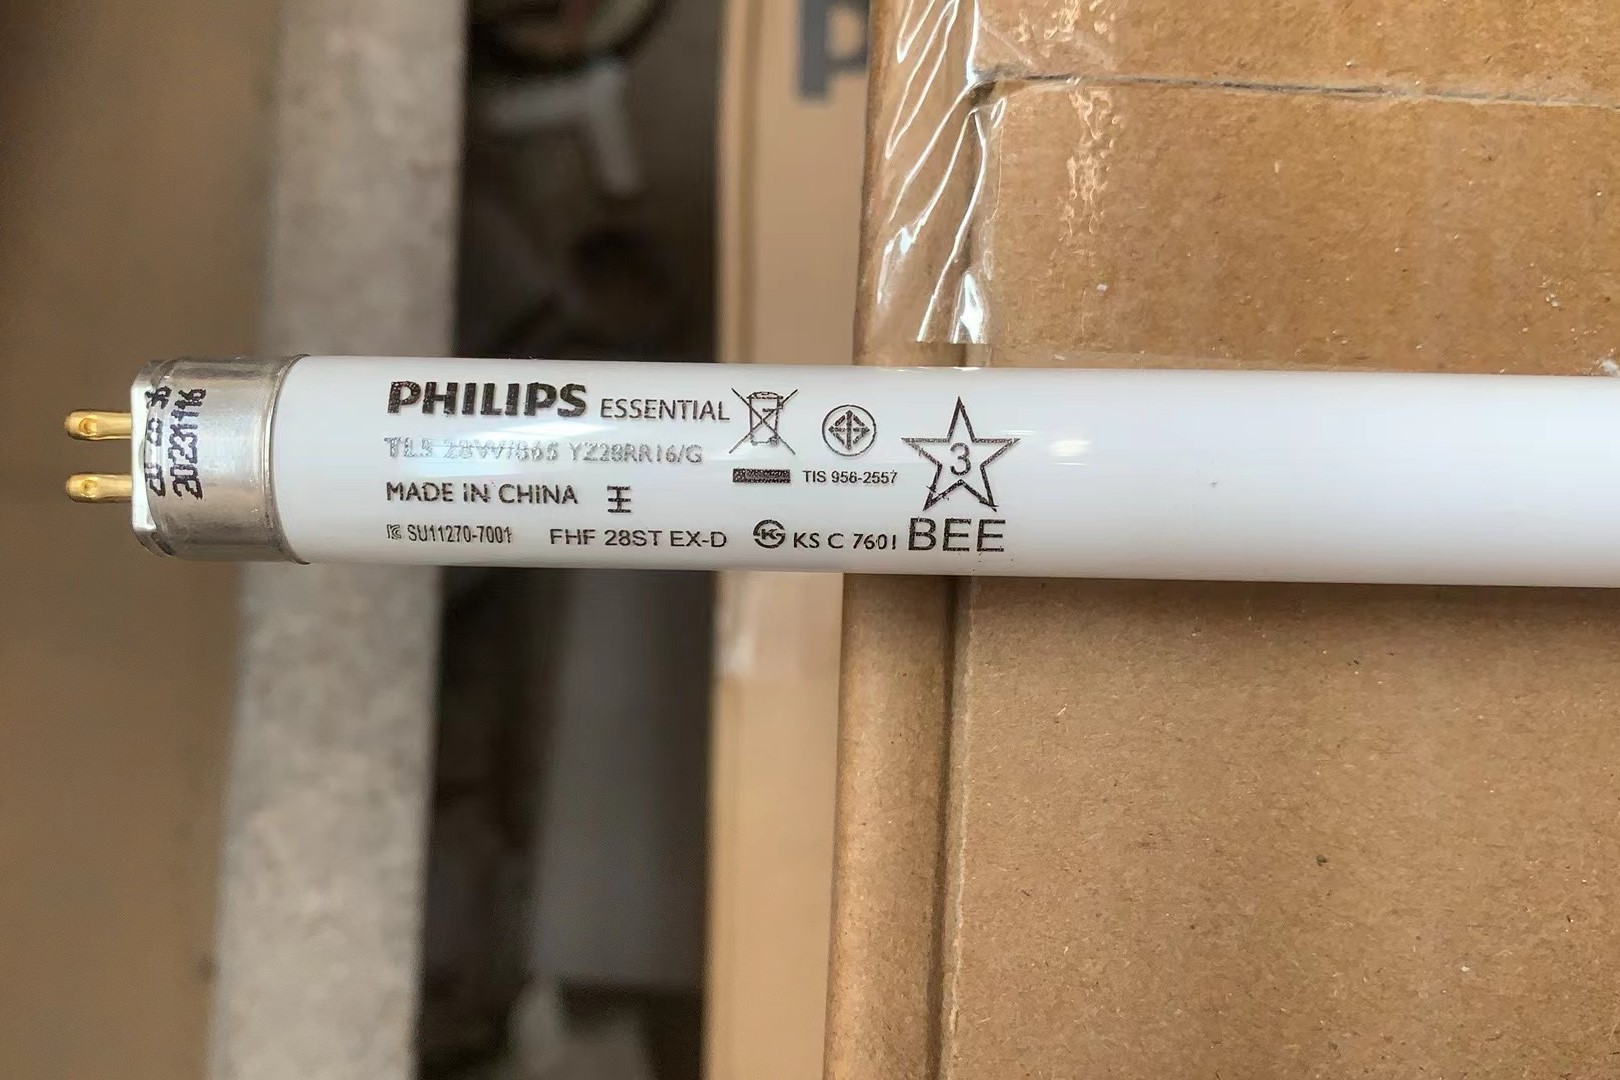 PHILIPS ESSENTIAL
TL5 28W/865 YZ28RR16/G
TIS 956-2557
MADE IN CHINA
SU11270-7001 FHF 28ST EX-D KS C 7601
3
BEE
20231116